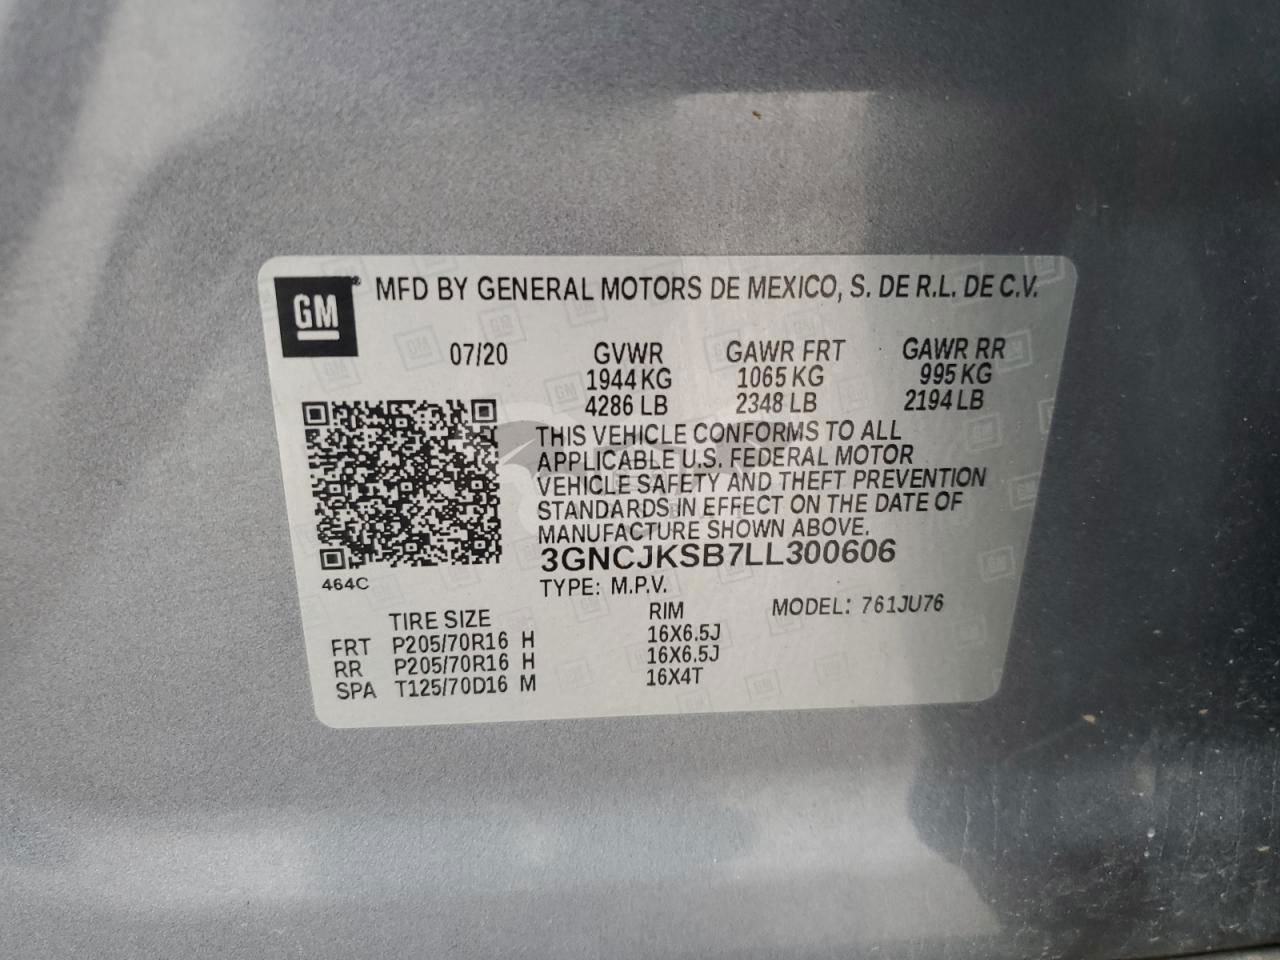 GM
MFD BY GENERAL MOTORS DE MEXICO, S. DE R.L. DE C.V.
07/20 GVWR GAWR FRT GAWR RR
1944 KG 1065 KG 995 KG
4286 LB 2348 LB 2194 LB
THIS VEHICLE CONFORMS TO ALL
APPLICABLE U.S. FEDERAL MOTOR
VEHICLE SAFETY AND THEFT PREVENTION
STANDARDS IN EFFECT ON THE DATE OF
MANUFACTURE SHOWN ABOVE.
3GNCJKSB7LL300606
464C
TYPE: M.P.V.
MODEL: 761JU76
TIRE SIZE RIM
FRT P205/70R16 H 16X6.5J
RR P205/70R16 H 16X6.5J
SPA T125/70D16 M 16X4T